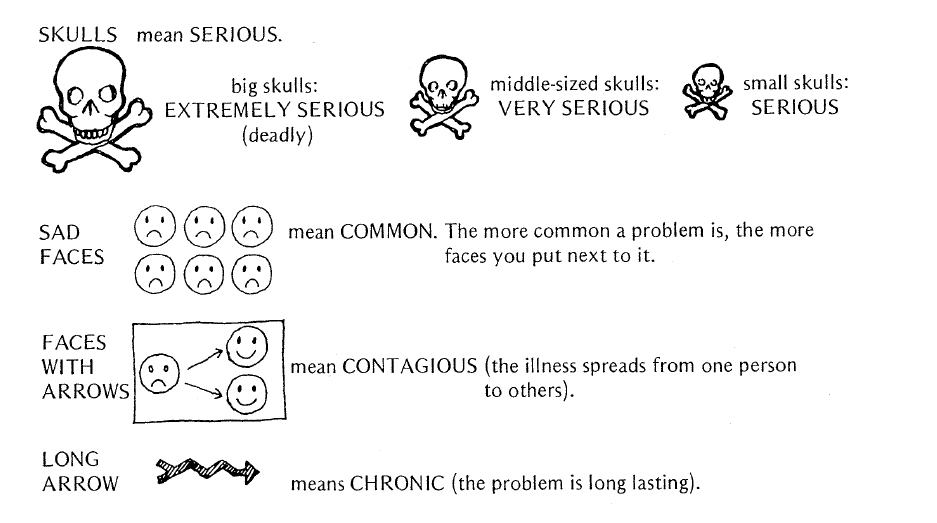 SKULLS mean SERIOUS.
big skulls:
EXTREMELY SERIOUS
(deadly)
middle-sized skulls:
VERY SERIOUS
small skulls:
SERIOUS
SAD
FACES
mean COMMON. The more common a problem is, the more
faces you put next to it.
FACES
WITH
ARROWS
mean CONTAGIOUS (the illness spreads from one person
to others).
LONG
ARROW
means CHRONIC (the problem is long lasting).